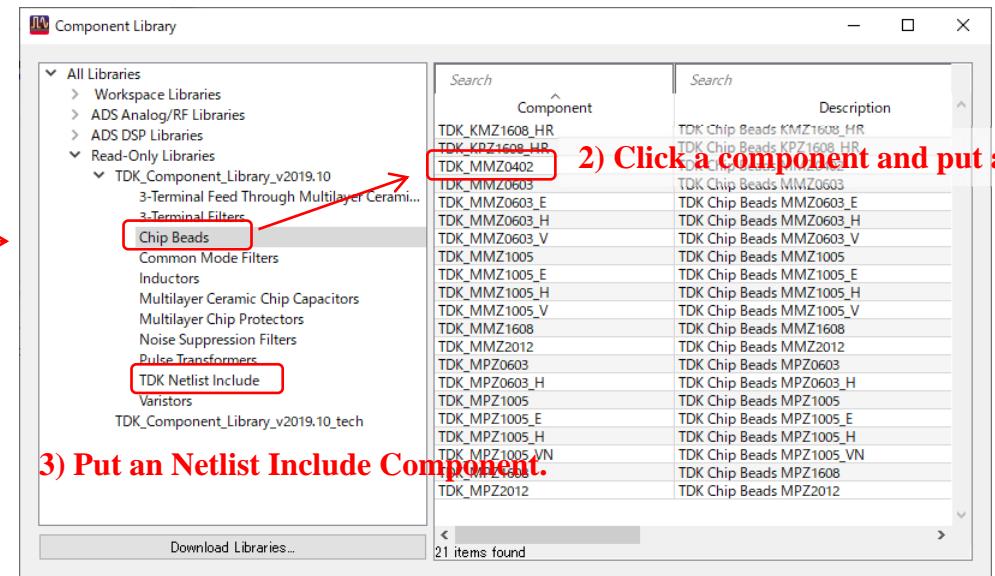 Component Library
All Libraries
Workspace Libraries
ADS Analog/RF Libraries
ADS DSP Libraries
Read-Only Libraries
TDK_Component_Library_v2019.10
3-Terminal Feed Through Multilayer Cerami...
3-Terminal Filters
Chip Beads
Common Mode Filters
Inductors
Multilayer Ceramic Chip Capacitors
Multilayer Chip Protectors
Noise Suppression Filters
Pulse Transformers
TDK Netlist Include
Varistors
TDK_Component_Library_v2019.10_tech
3) Put an Netlist Include Component.
Download Libraries...
Search Search
Component Description
TDK_KMZ1608_HR TDK Chip Beads KMZ1608_HR
TDK_KPZ1608_HR TDK Chip Beads KPZ1608_HR
2) Click a component and put a
TDK_MMZ0402 TDK Chip Beads MMZ0402
TDK_MMZ0603 TDK Chip Beads MMZ0603
TDK_MMZ0603_E TDK Chip Beads MMZ0603_E
TDK_MMZ0603_H TDK Chip Beads MMZ0603_H
TDK_MMZ0603_V TDK Chip Beads MMZ0603_V
TDK_MMZ1005 TDK Chip Beads MMZ1005
TDK_MMZ1005_E TDK Chip Beads MMZ1005_E
TDK_MMZ1005_H TDK Chip Beads MMZ1005_H
TDK_MMZ1005_V TDK Chip Beads MMZ1005_V
TDK_MMZ1608 TDK Chip Beads MMZ1608
TDK_MMZ2012 TDK Chip Beads MMZ2012
TDK_MPZ0603 TDK Chip Beads MPZ0603
TDK_MPZ0603_H TDK Chip Beads MPZ0603_H
TDK_MPZ1005 TDK Chip Beads MPZ1005
TDK_MPZ1005_E TDK Chip Beads MPZ1005_E
TDK_MPZ1005_H TDK Chip Beads MPZ1005_H
TDK_MPZ1005_VN TDK Chip Beads MPZ1005_VN
TDK_MPZ1608 TDK Chip Beads MPZ1608
TDK_MPZ2012 TDK Chip Beads MPZ2012
21 items found